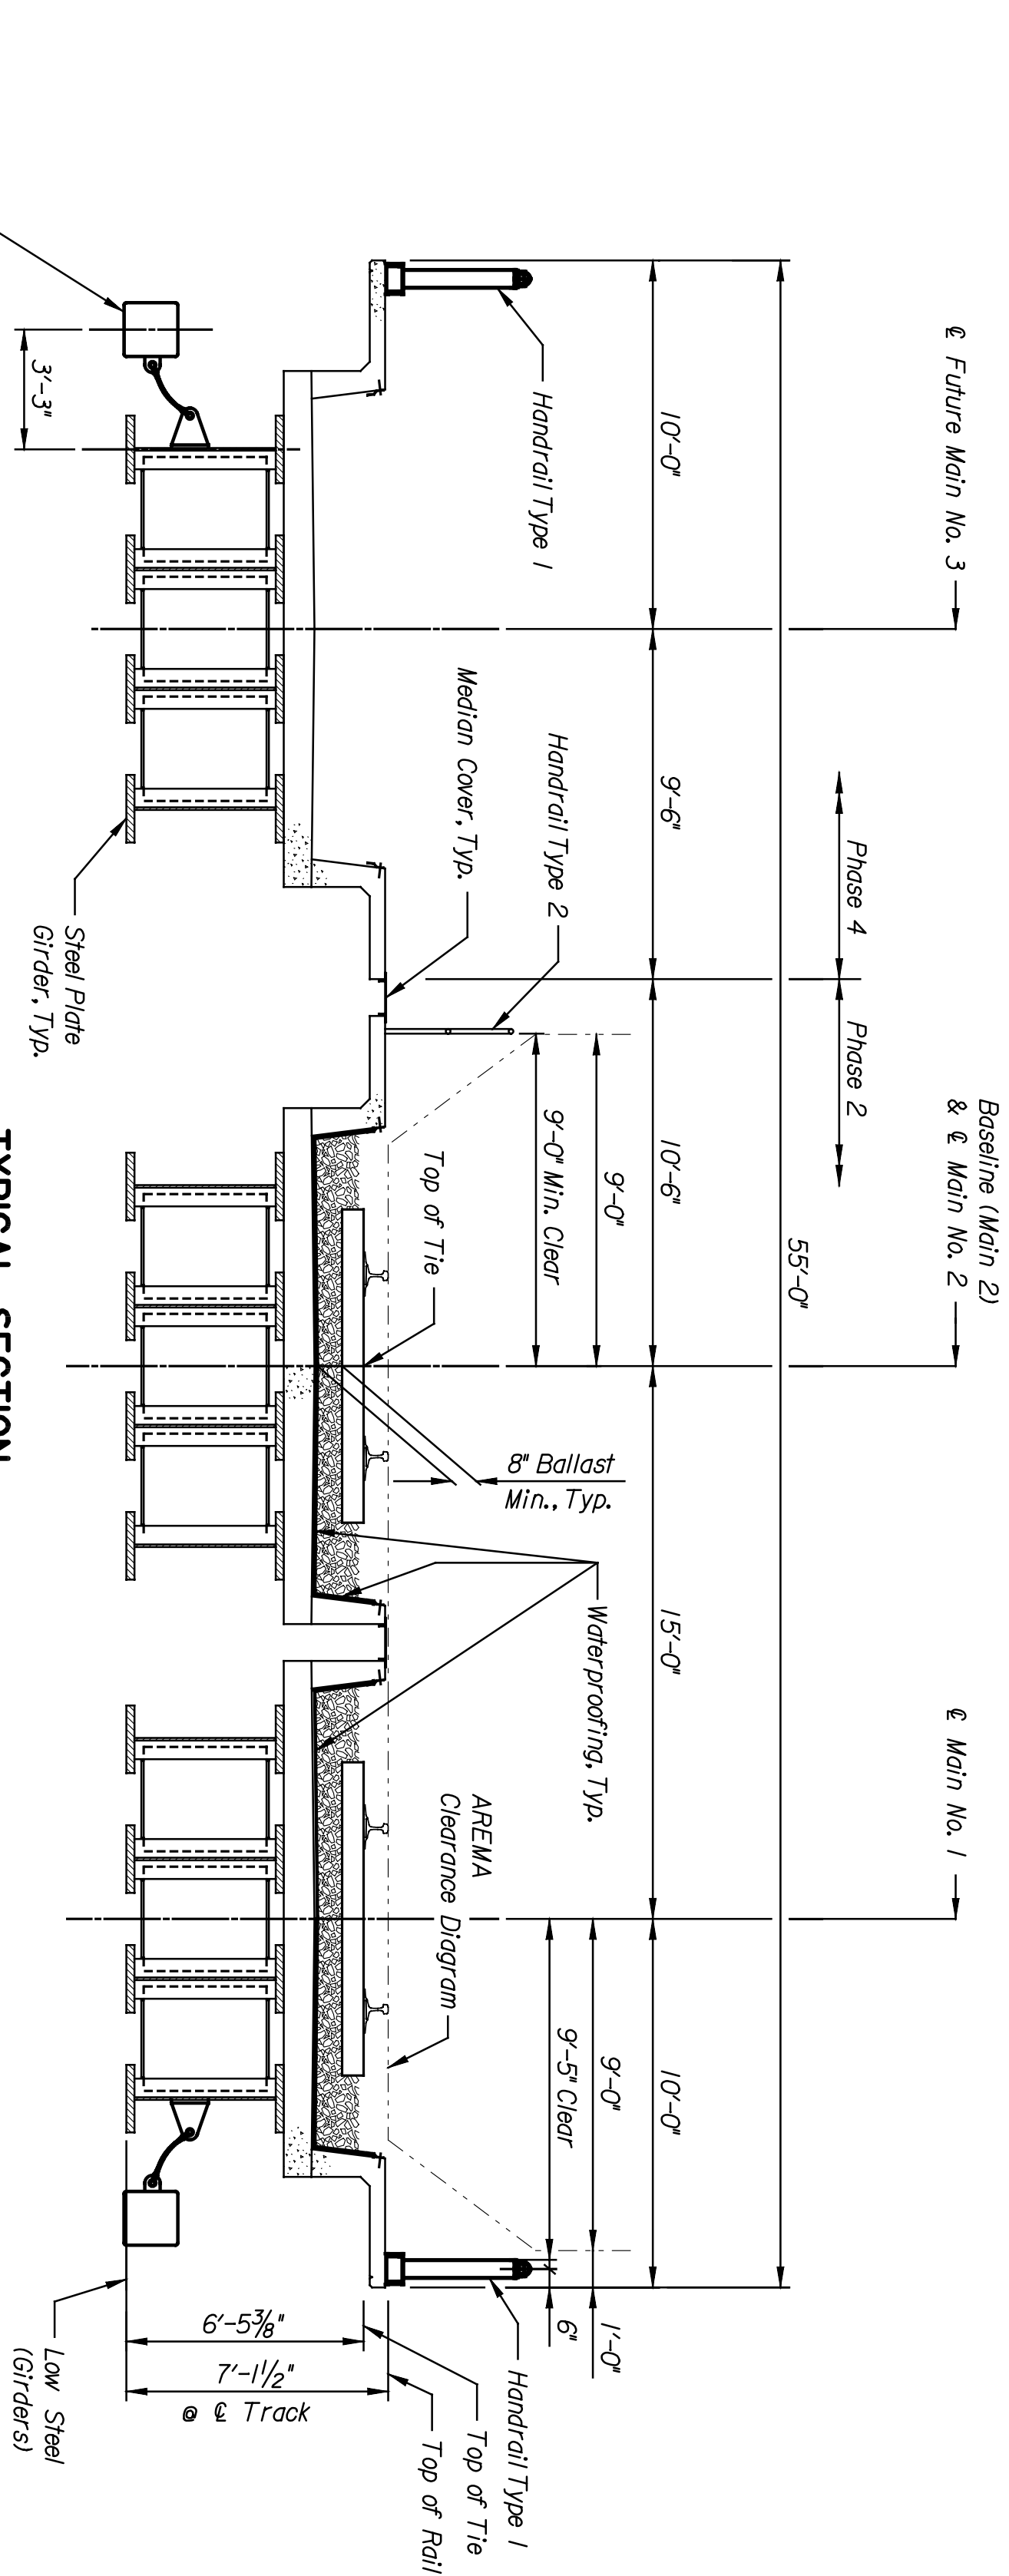 ℄ Future Main No. 3
Baseline (Main 2)
& ℄ Main No. 2
℄ Main No. 1
Phase 4
Phase 2
55'-0"
10'-0"
9'-6"
10'-6"
15'-0"
10'-0"
9'-0"
9'-0" Min. Clear
9'-0"
9'-5" Clear
1'-0"
6"
Handrail Type 1
Handrail Type 2
Median Cover, Typ.
Top of Tie
8" Ballast
Min., Typ.
Waterproofing, Typ.
AREMA
Clearance Diagram
Handrail Type 1
Top of Tie
Top of Rail
6'-5⅜"
7'-1½"
@ ℄ Track
3'-3"
Steel Plate
Girder, Typ.
Low Steel
(Girders)
TYPICAL SECTION